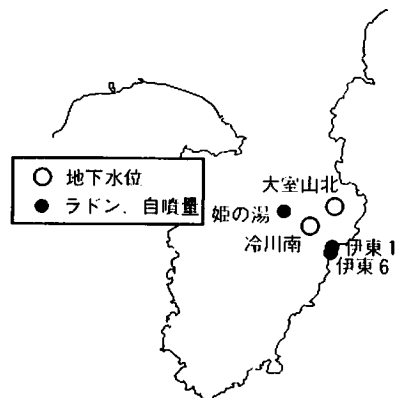 ○ 地下水位
● ラドン、自噴量
大室山北
姫の湯
冷川南
伊東1
伊東6